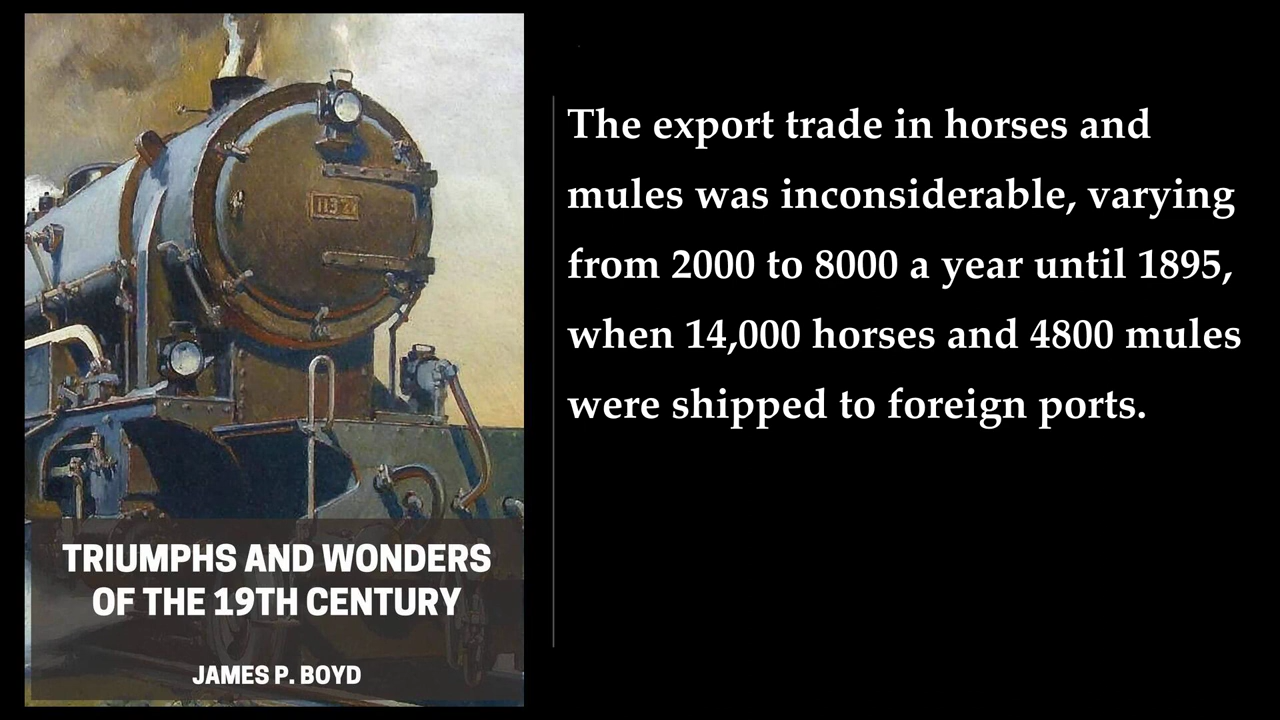 The export trade in horses and
mules was inconsiderable, varying
from 2000 to 8000 a year until 1895,
when 14,000 horses and 4800 mules
were shipped to foreign ports.
TRIUMPHS AND WONDERS
OF THE 19TH CENTURY
JAMES P. BOYD